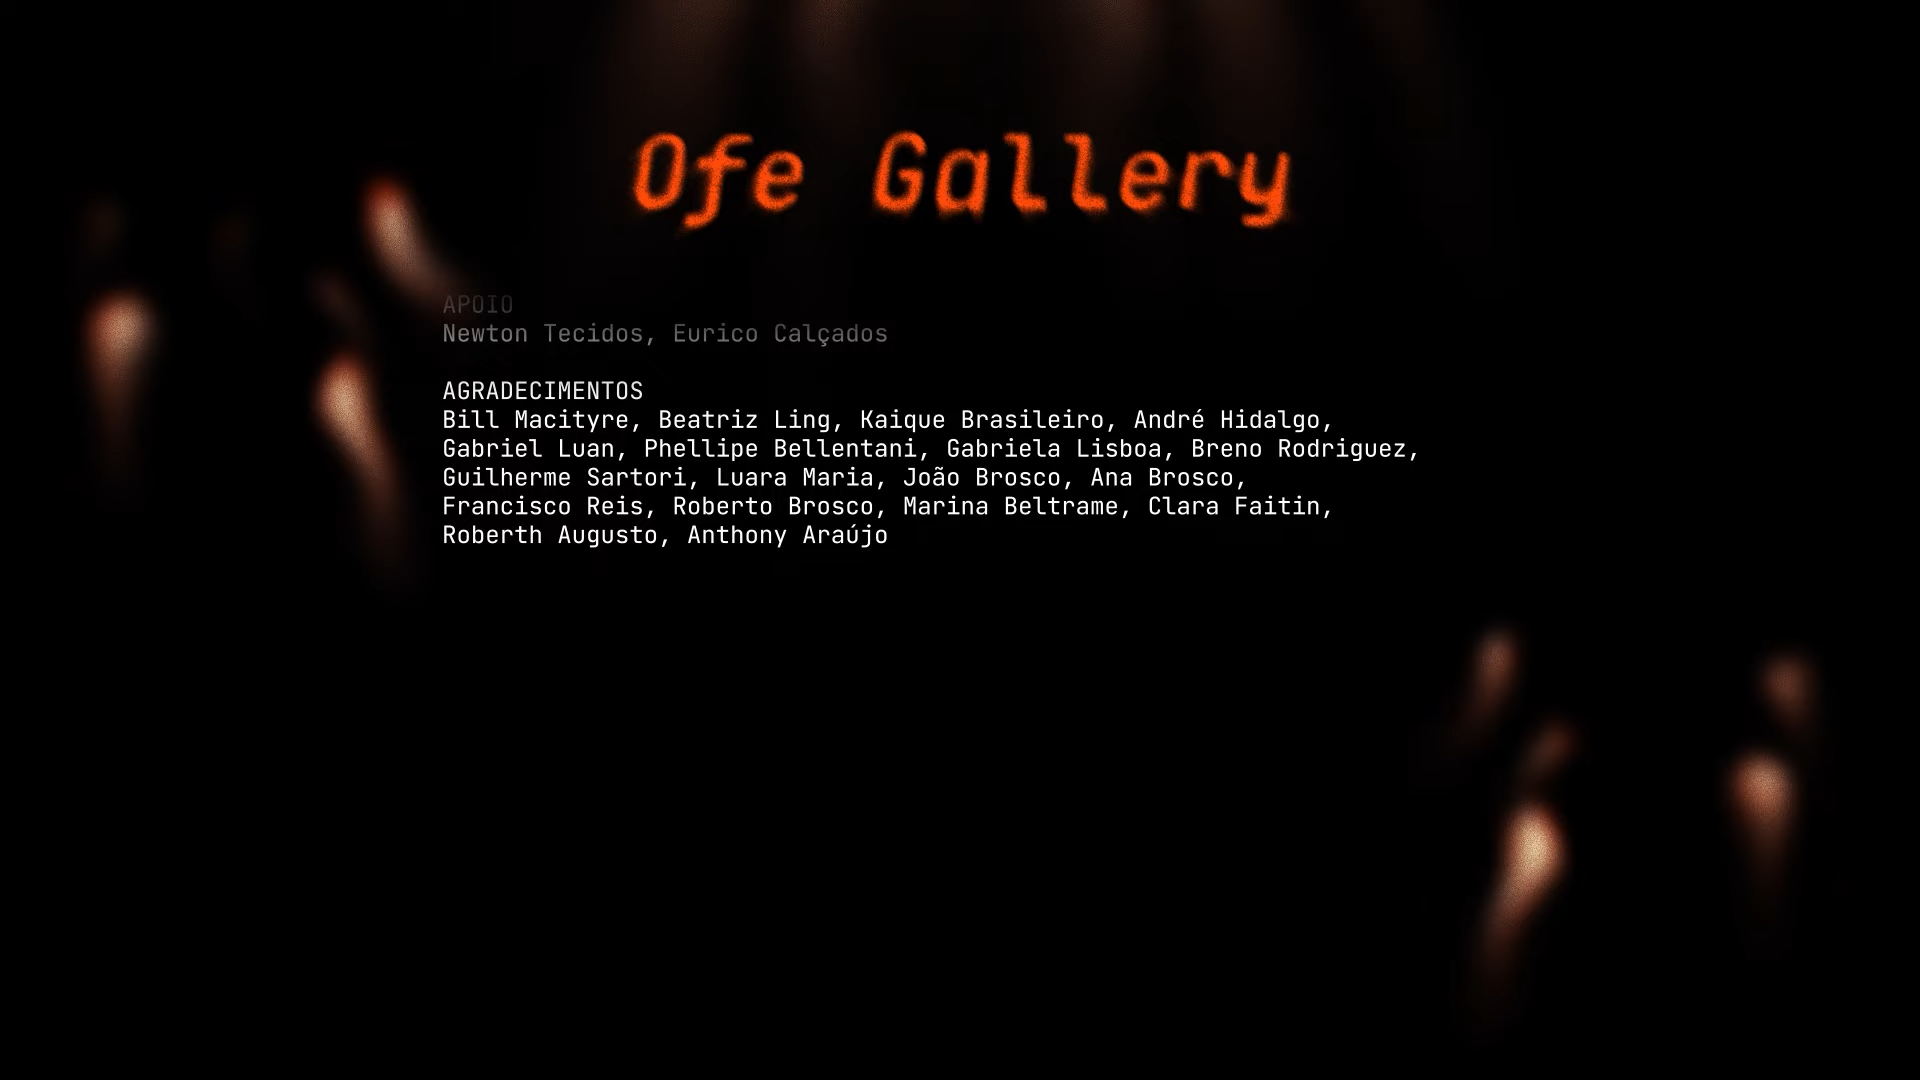 Ofe Gallery
APOIO
Newton Tecidos, Eurico Calçados
AGRADECIMENTOS
Bill Macityre, Beatriz Ling, Kaique Brasileiro, André Hidalgo,
Gabriel Luan, Phellipe Bellentani, Gabriela Lisboa, Breno Rodriguez,
Guilherme Sartori, Luara Maria, João Brosco, Ana Brosco,
Francisco Reis, Roberto Brosco, Marina Beltrame, Clara Faitin,
Roberth Augusto, Anthony Araújo